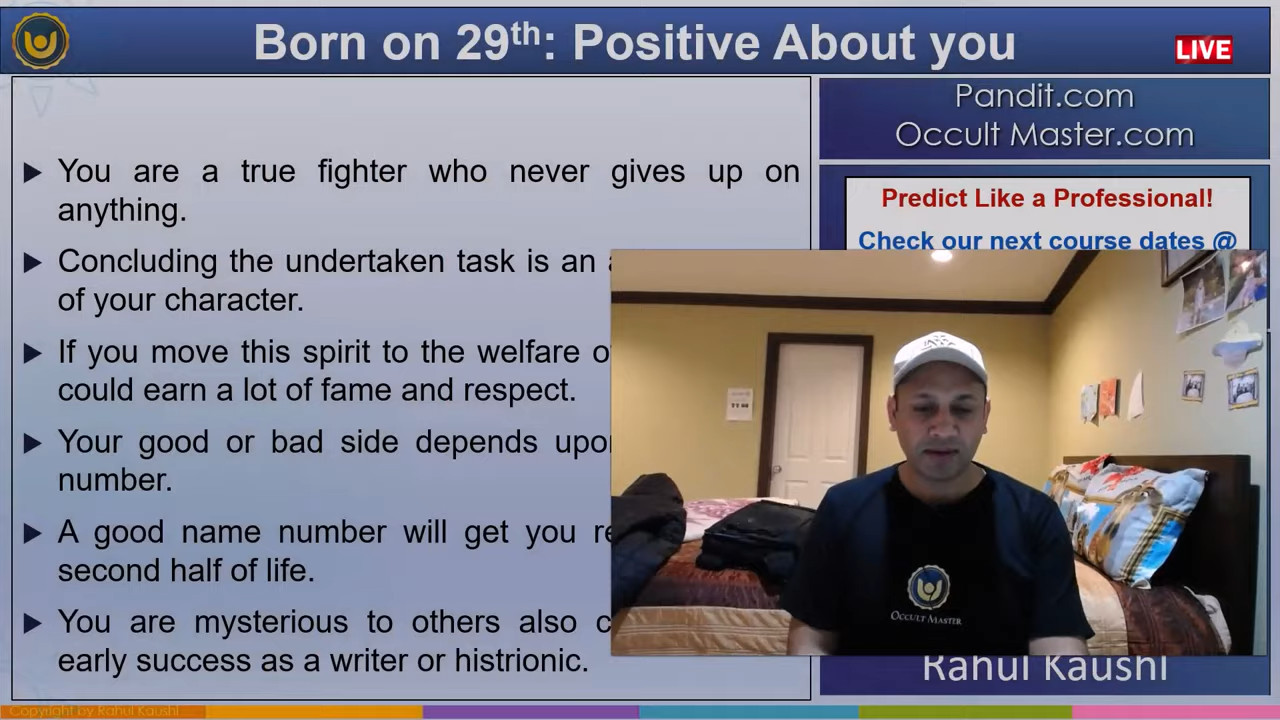 Born on 29th: Positive About you
LIVE
You are a true fighter who never gives up on
anything.
Concluding the undertaken task is an
of your character.
If you move this spirit to the welfare
could earn a lot of fame and respect.
Your good or bad side depends
number.
A good name number will get you
second half of life.
You are mysterious to others also
early success as a writer or histrionic.
Pandit.com
Occult Master.com
Predict Like a Professional!
Check our next course dates @
Occult Master
Rahul Kaushl
Copyright by Rahul Kaushl